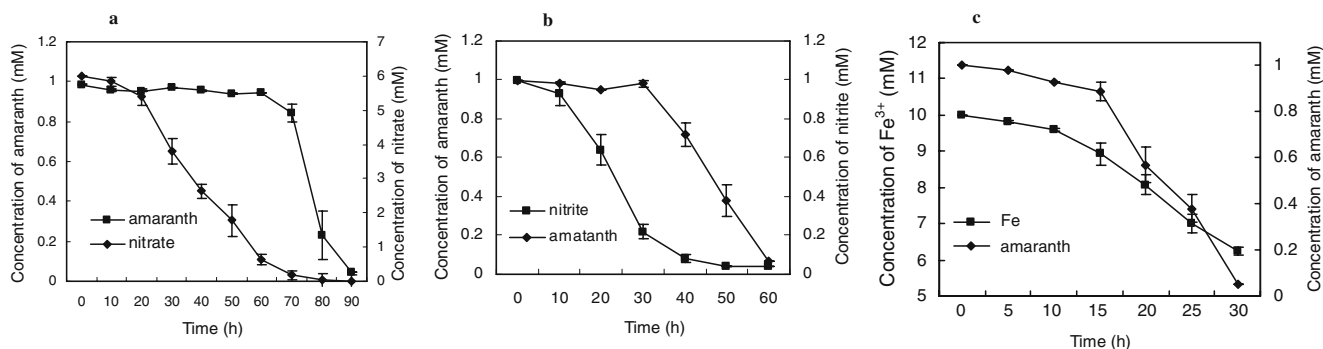 a
Concentration of amaranth (mM)
1.2
1
0.8
0.6
0.4
0.2
0
7
6
5
4
3
2
1
0
Concentration of nitrate (mM)
amaranth
nitrate
0 10 20 30 40 50 60 70 80 90
Time (h)
b
Concentration of amaranth (mM)
1.2
1
0.8
0.6
0.4
0.2
0
1.2
1
0.8
0.6
0.4
0.2
0
Concentration of nitrite (mM)
nitrite
amatanth
0 10 20 30 40 50 60
Time (h)
c
Concentration of Fe³⁺ (mM)
12
11
10
9
8
7
6
5
1
0.8
0.6
0.4
0.2
0
Concentration of amaranth (mM)
Fe
amaranth
0 5 10 15 20 25 30
Time (h)